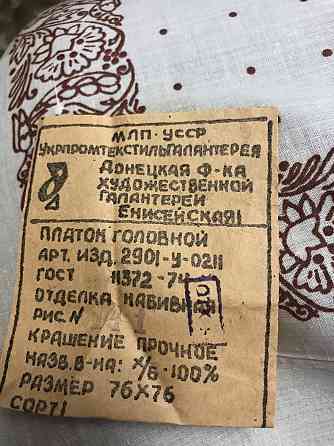 МЛП-УССР
УКРПРОМТЕКСТИЛЬГАЛАНТЕРЕЯ
ДОНЕЦКАЯ Ф-КА
ХУДОЖЕСТВЕННОЙ
ГАЛАНТЕРЕИ
ЕНИСЕЙСКАЯ1
ПЛАТОК ГОЛОВНОЙ
АРТ. ИЗД. 2901-У-0211
ГОСТ 11372-74
ОТДЕЛКА НАБИВНАЯ
РИС. N
КРАШЕНИЕ ПРОЧНОЕ
НАЗВ. В-НА: Х/Б-100%
РАЗМЕР 76Х76
СОРТ1